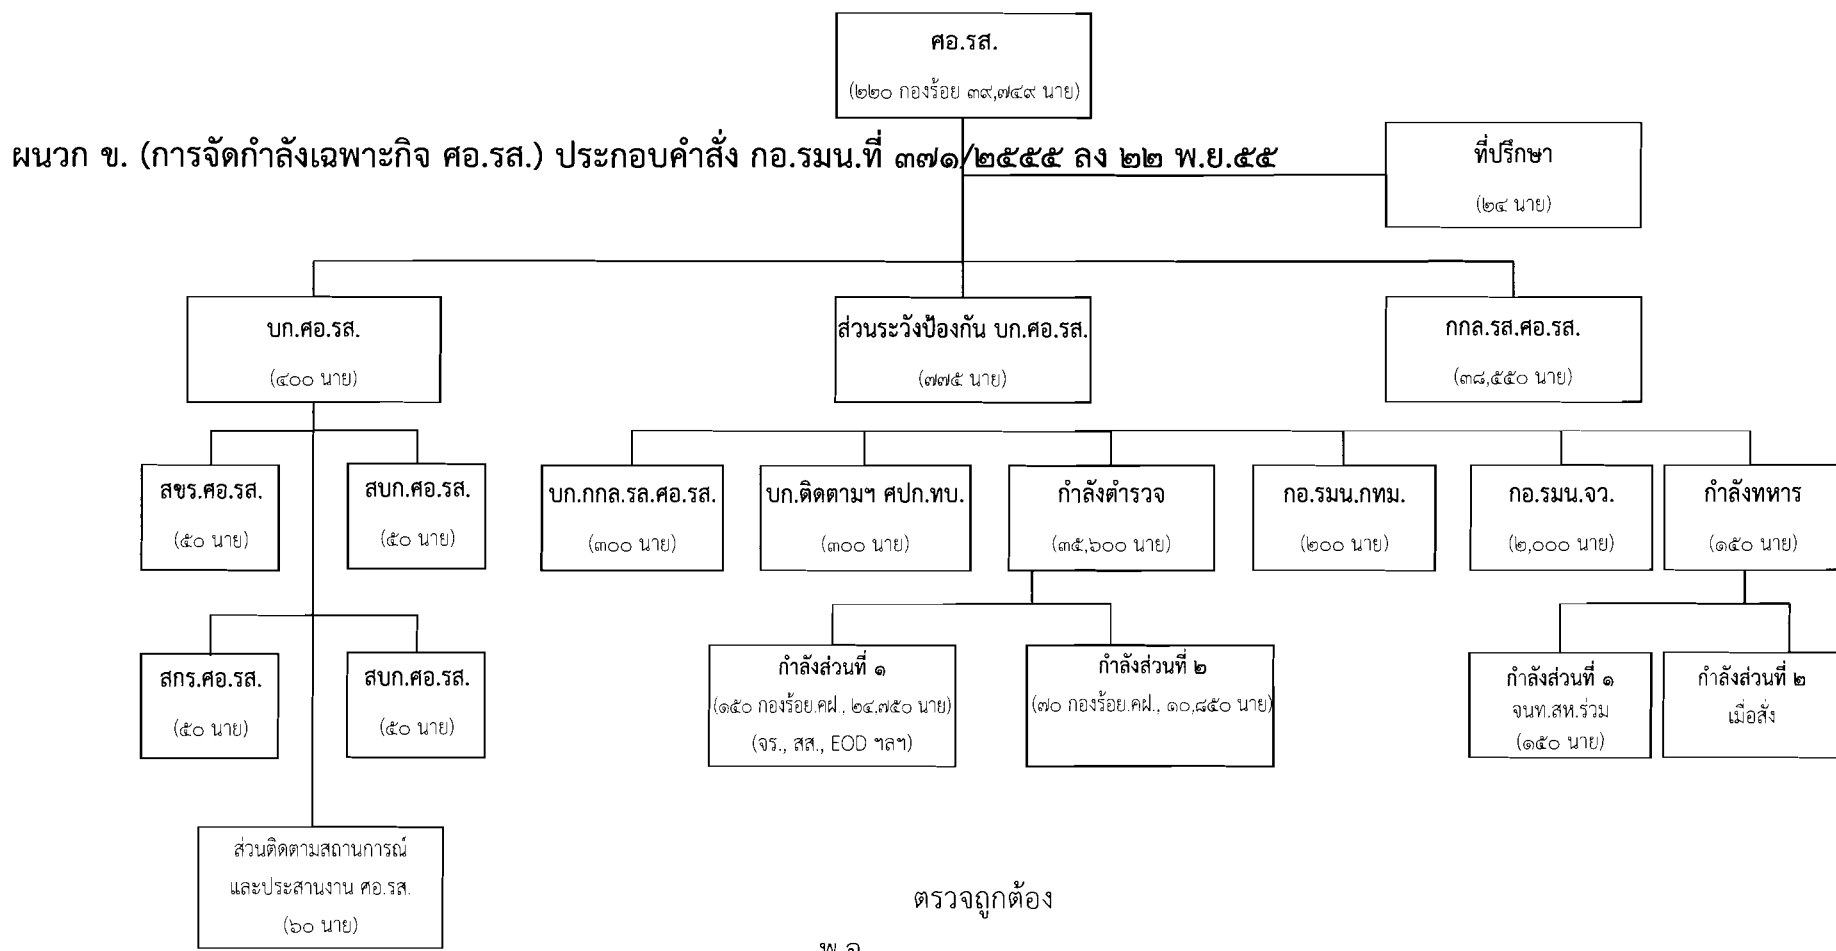 ศอ.รส.
(๒๒๐ กองร้อย ๓๙,๗๔๙ นาย)
ผนวก ข. (การจัดกำลังเฉพาะกิจ ศอ.รส.) ประกอบคำสั่ง กอ.รมน.ที่ ๓๗๑/๒๕๕๕ ลง ๒๒ พ.ย.๕๕
ที่ปรึกษา
(๒๔ นาย)
บก.ศอ.รส.
(๔๐๐ นาย)
ส่วนระวังป้องกัน บก.ศอ.รส.
(๗๗๕ นาย)
กกล.รส.ศอ.รส.
(๓๘,๕๕๐ นาย)
สขร.ศอ.รส.
(๕๐ นาย)
สบก.ศอ.รส.
(๕๐ นาย)
บก.กกล.รล.ศอ.รส.
(๓๐๐ นาย)
บก.ติดตามฯ ศปก.ทบ.
(๓๐๐ นาย)
กำลังตำรวจ
(๓๕,๖๐๐ นาย)
กอ.รมน.กทม.
(๒๐๐ นาย)
กอ.รมน.จว.
(๒,๐๐๐ นาย)
กำลังทหาร
(๑๕๐ นาย)
สกร.ศอ.รส.
(๕๐ นาย)
สบก.ศอ.รส.
(๕๐ นาย)
กำลังส่วนที่ ๑
(๑๕๐ กองร้อย.คฝ., ๒๔,๗๕๐ นาย)
(จร., สส., EOD ฯลฯ)
กำลังส่วนที่ ๒
(๗๐ กองร้อย.คฝ., ๑๐,๘๕๐ นาย)
กำลังส่วนที่ ๑
จนท.สห.ร่วม
(๑๕๐ นาย)
กำลังส่วนที่ ๒
เมื่อสั่ง
ส่วนติดตามสถานการณ์
และประสานงาน ศอ.รส.
(๖๐ นาย)
ตรวจถูกต้อง